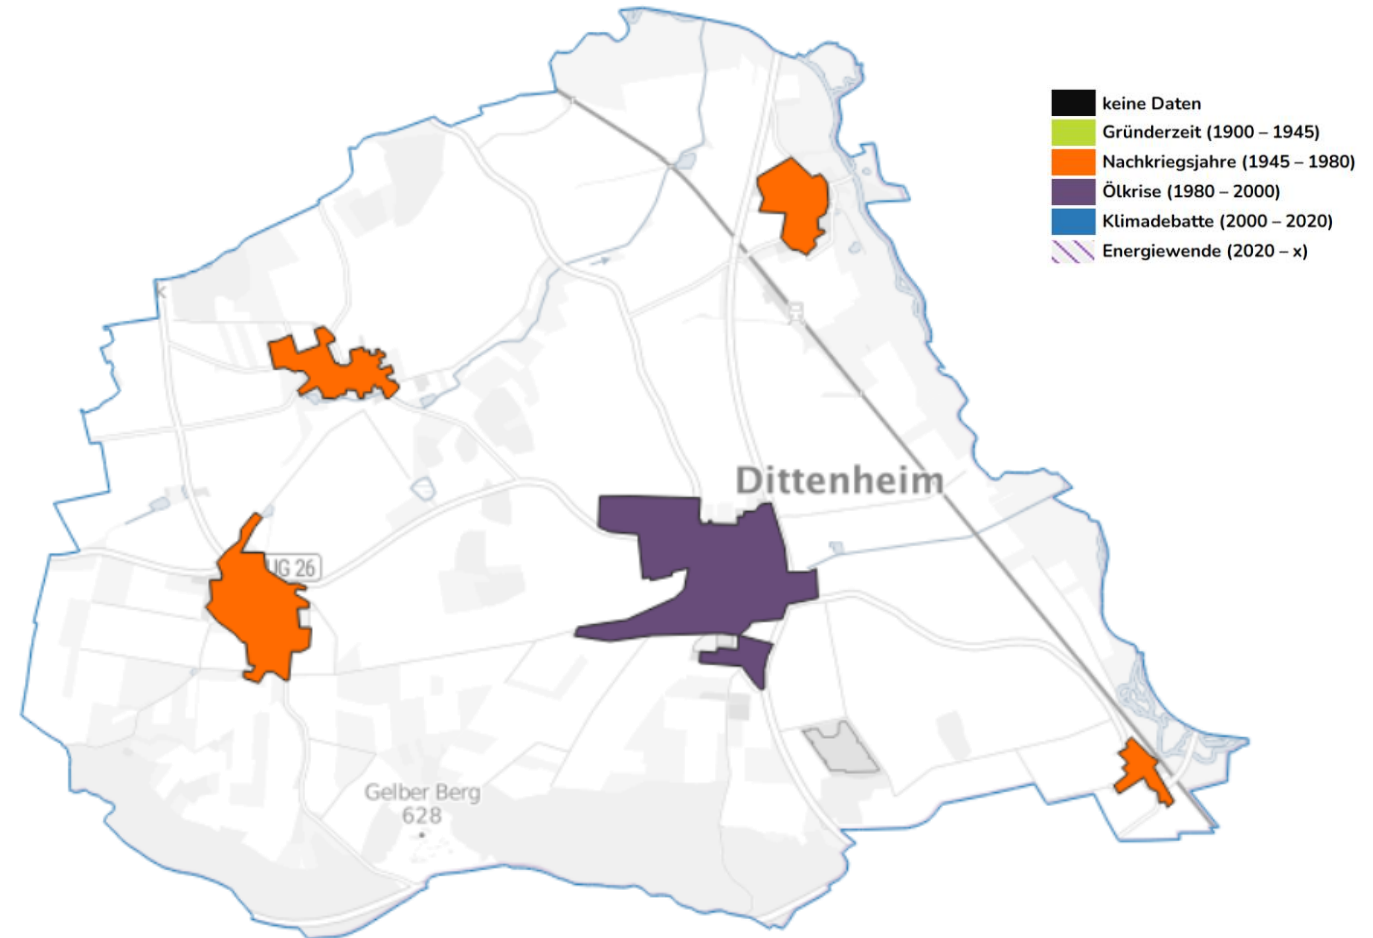 keine Daten
Gründerzeit (1900 – 1945)
Nachkriegsjahre (1945 – 1980)
Ölkrise (1980 – 2000)
Klimadebatte (2000 – 2020)
Energiewende (2020 – x)
Dittenheim
UG 26
Gelber Berg
628